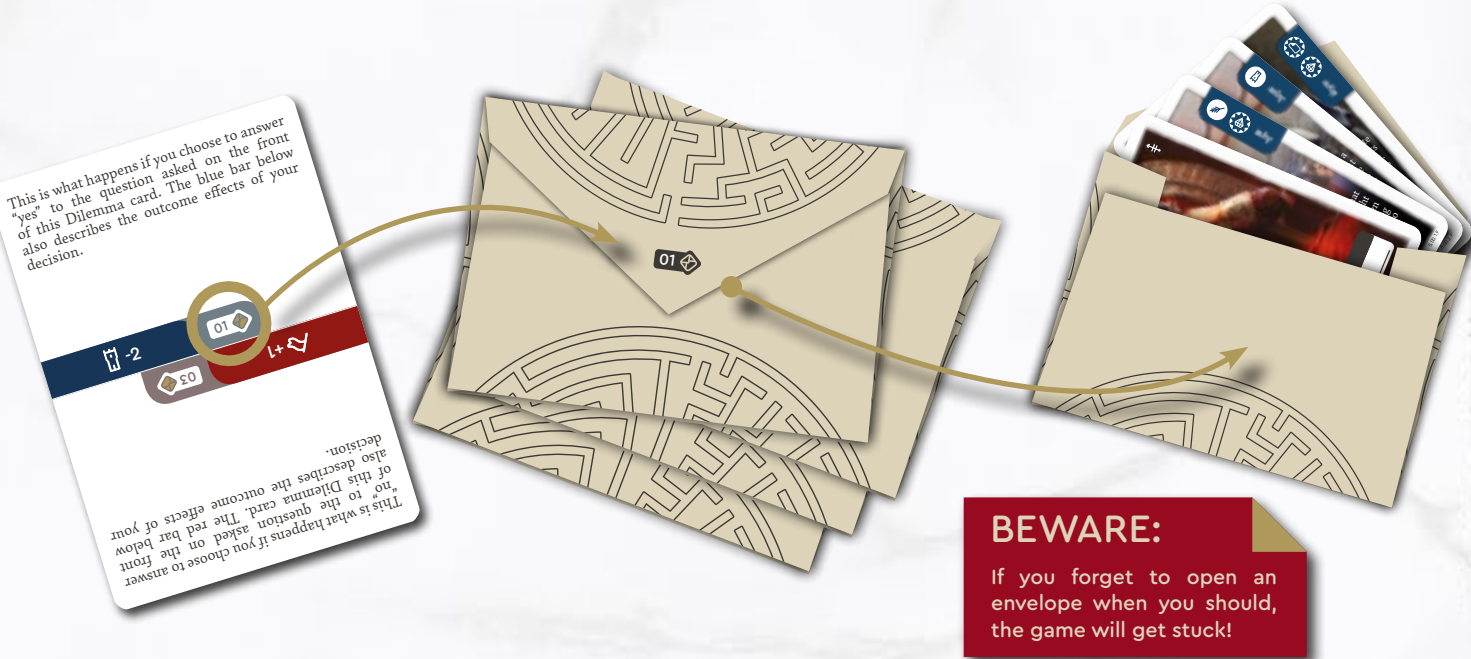 This is what happens if you choose to answer
“yes” to the question asked on the front
of this Dilemma card. The blue bar below
also describes the outcome effects of your
decision.
01
-2
+1
03
This is what happens if you choose to answer
“no” to the question asked on the front
of this Dilemma card. The red bar below
also describes the outcome effects of your
decision.
01
BEWARE:
If you forget to open an
envelope when you should,
the game will get stuck!